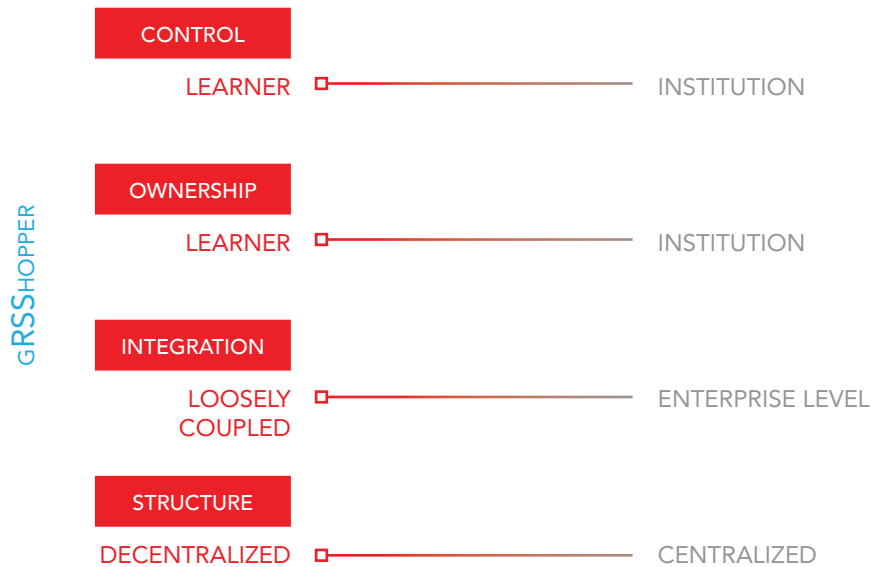 gRSSHOPPER
CONTROL
LEARNER INSTITUTION
OWNERSHIP
LEARNER INSTITUTION
INTEGRATION
LOOSELY ENTERPRISE LEVEL
COUPLED
STRUCTURE
DECENTRALIZED CENTRALIZED